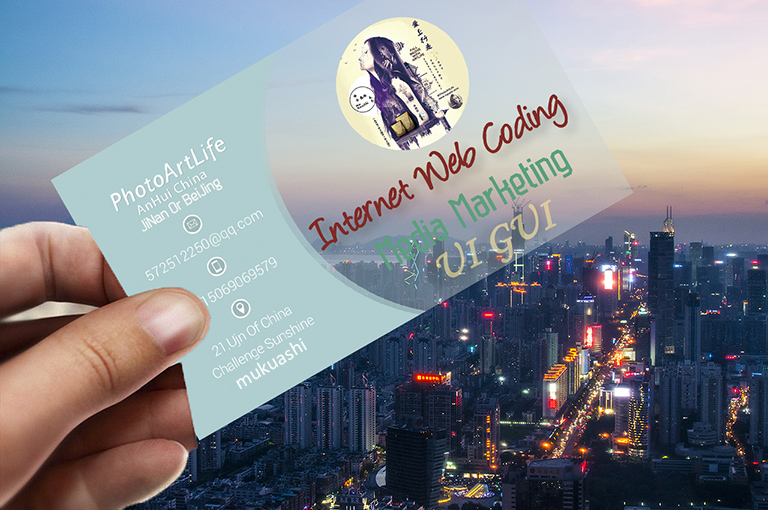 PhotoArtLife
AnHui China
JiNan Or BeiJing
572512250@qq.com
15069069579
21 Ujn Of China
Challenge Sunshine
mukuashi
Internet Web Coding
Media Marketing
UI GUI